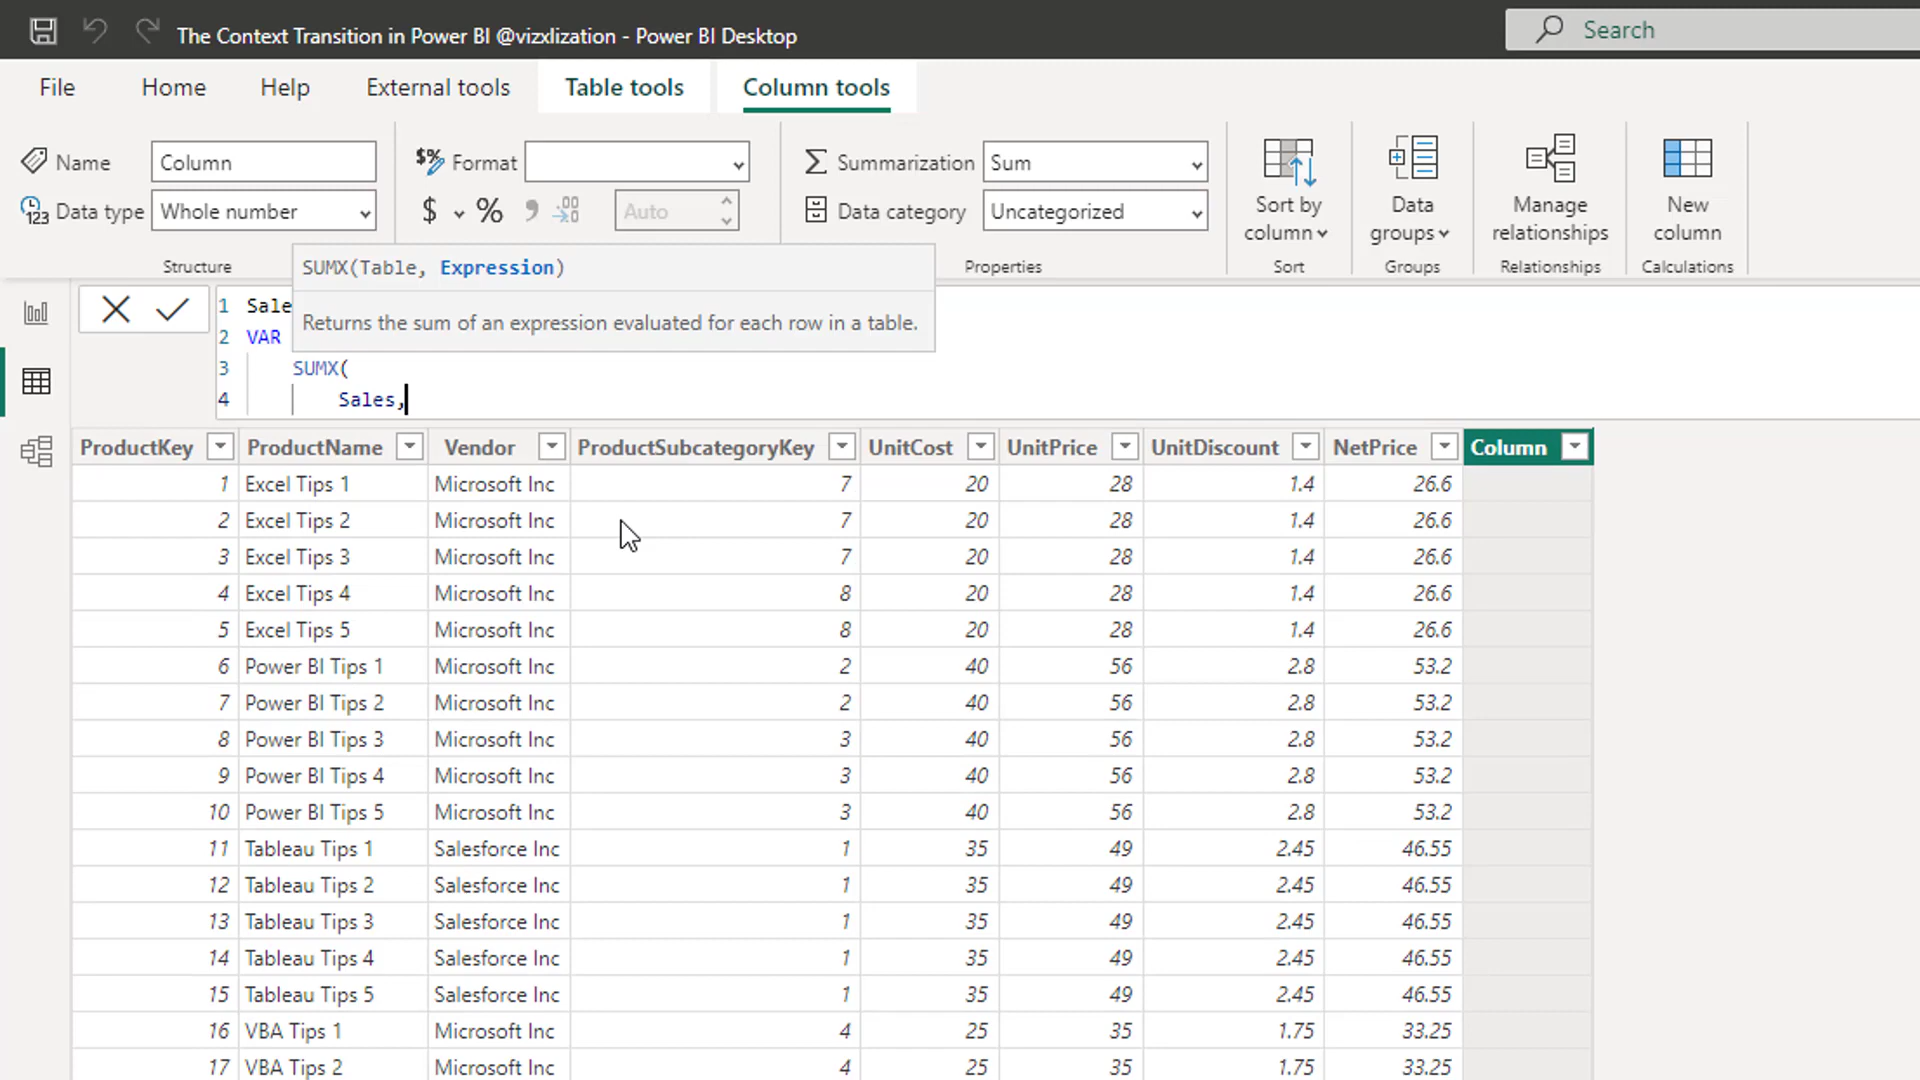 The Context Transition in Power BI @vizxlization - Power BI Desktop
Search
File Home Help External tools Table tools Column tools
Name Column
Data type Whole number
Structure
$% Format
$ % 9 .00 Auto
Summarization Sum
Data category Uncategorized
Properties
Sort by column
Sort
Data groups
Groups
Manage relationships
Relationships
New column
Calculations
SUMX(Table, Expression)
Returns the sum of an expression evaluated for each row in a table.
1 Sale
2 VAR
3 SUMX(
4 Sales,
ProductKey ProductName Vendor ProductSubcategoryKey UnitCost UnitPrice UnitDiscount NetPrice Column
1 Excel Tips 1 Microsoft Inc 7 20 28 1.4 26.6
2 Excel Tips 2 Microsoft Inc 7 20 28 1.4 26.6
3 Excel Tips 3 Microsoft Inc 7 20 28 1.4 26.6
4 Excel Tips 4 Microsoft Inc 8 20 28 1.4 26.6
5 Excel Tips 5 Microsoft Inc 8 20 28 1.4 26.6
6 Power BI Tips 1 Microsoft Inc 2 40 56 2.8 53.2
7 Power BI Tips 2 Microsoft Inc 2 40 56 2.8 53.2
8 Power BI Tips 3 Microsoft Inc 3 40 56 2.8 53.2
9 Power BI Tips 4 Microsoft Inc 3 40 56 2.8 53.2
10 Power BI Tips 5 Microsoft Inc 3 40 56 2.8 53.2
11 Tableau Tips 1 Salesforce Inc 1 35 49 2.45 46.55
12 Tableau Tips 2 Salesforce Inc 1 35 49 2.45 46.55
13 Tableau Tips 3 Salesforce Inc 1 35 49 2.45 46.55
14 Tableau Tips 4 Salesforce Inc 1 35 49 2.45 46.55
15 Tableau Tips 5 Salesforce Inc 1 35 49 2.45 46.55
16 VBA Tips 1 Microsoft Inc 4 25 35 1.75 33.25
17 VBA Tips 2 Microsoft Inc 4 25 35 1.75 33.25